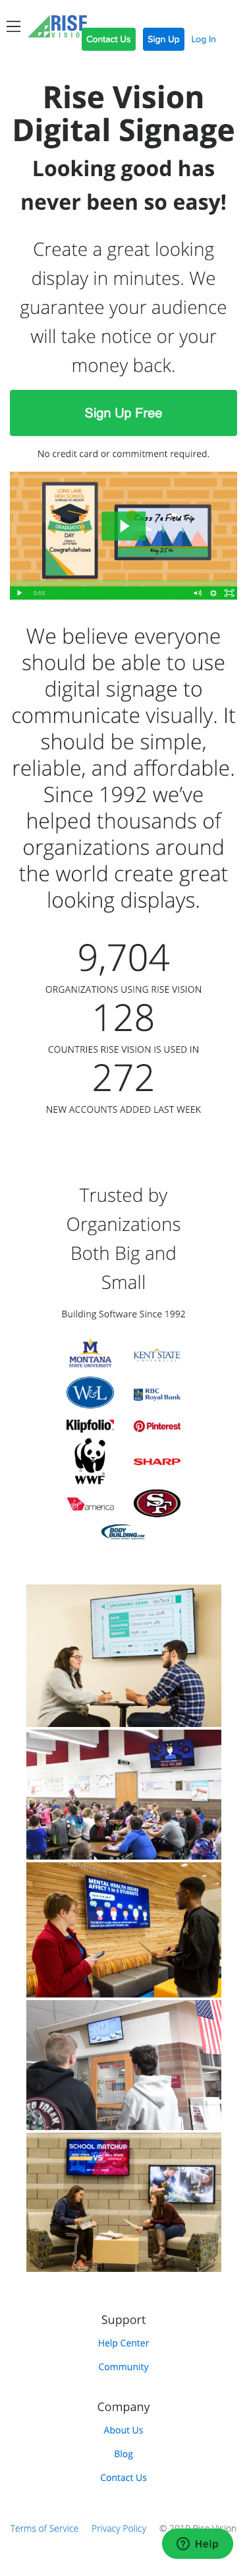 RISE
VISION
Contact Us
Sign Up
Log In
Rise Vision
Digital Signage
Looking good has
never been so easy!
Create a great looking
display in minutes. We
guarantee your audience
will take notice or your
money back.
Sign Up Free
No credit card or commitment required.
LONG LAKE
HIGH SCHOOL
GRADUATION
DAY
Congratulations
Class 7a Field Trip
May 25th
0:55
We believe everyone
should be able to use
digital signage to
communicate visually. It
should be simple,
reliable, and affordable.
Since 1992 we've
helped thousands of
organizations around
the world create great
looking displays.
9,704
ORGANIZATIONS USING RISE VISION
128
COUNTRIES RISE VISION IS USED IN
272
NEW ACCOUNTS ADDED LAST WEEK
Trusted by
Organizations
Both Big and
Small
Building Software Since 1992
MONTANA
STATE UNIVERSITY
KENT STATE
UNIVERSITY
W&L
RBC
Royal Bank
Klipfolio
Pinterest
WWF
SHARP
Virgin america
SF
BODYBUILDING.com
UPCOMING EXAM
MENTAL HEALTH ISSUES
AFFECT 1 IN 5 STUDENTS
SCHOOL MATCHUP
VS
Support
Help Center
Community
Company
About Us
Blog
Contact Us
Terms of Service
Privacy Policy
© 2019 Rise Vision
Help